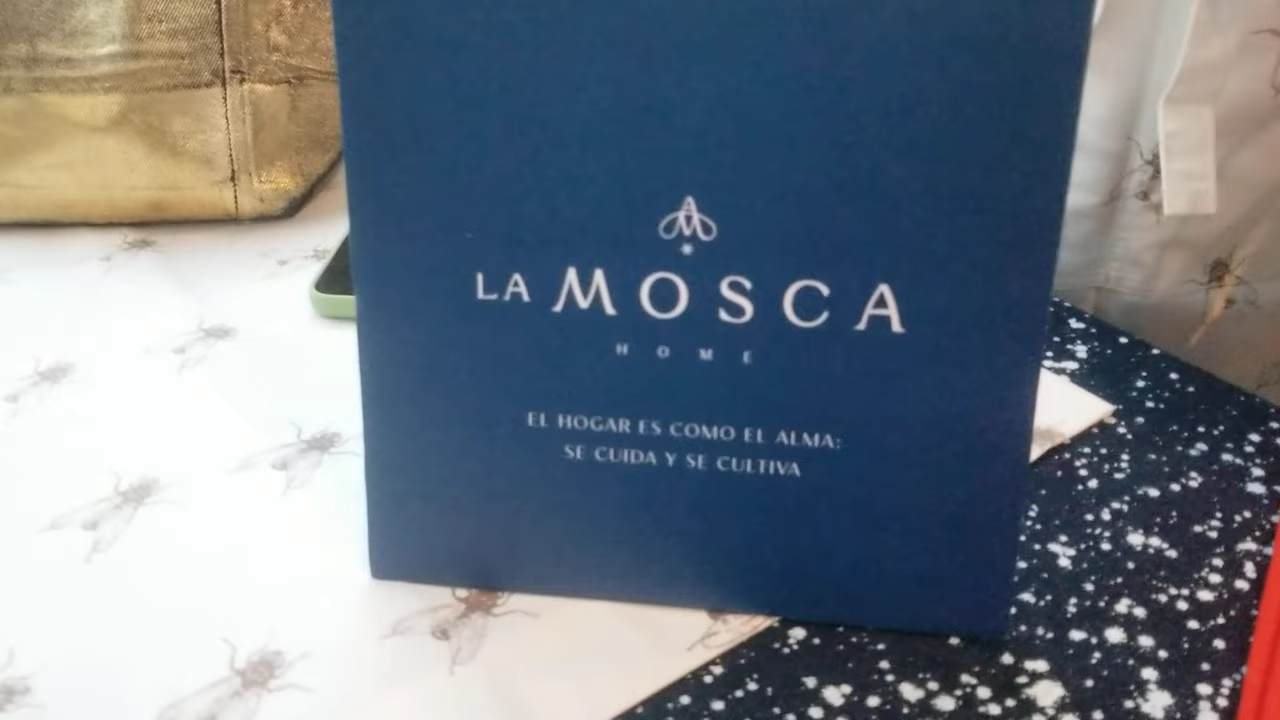 LA MOSCA
HOME
EL HOGAR ES COMO EL ALMA:
SE CUIDA Y SE CULTIVA